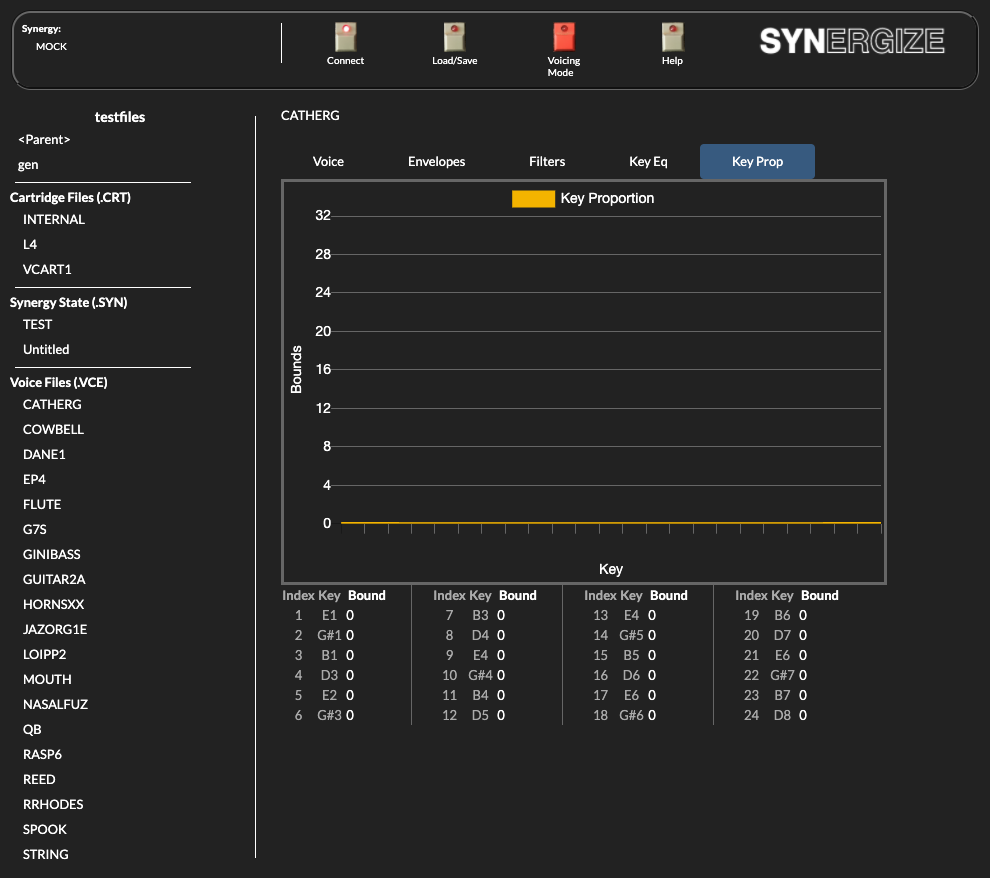 Synergy:
MOCK
Connect
Load/Save
Voicing
Mode
Help
SYNERGIZE
testfiles
<Parent>
gen
Cartridge Files (.CRT)
INTERNAL
L4
VCART1
Synergy State (.SYN)
TEST
Untitled
Voice Files (.VCE)
CATHERG
COWBELL
DANE1
EP4
FLUTE
G7S
GINIBASS
GUITAR2A
HORNSXX
JAZORG1E
LOIPP2
MOUTH
NASALFUZ
QB
RASP6
REED
RRHODES
SPOOK
STRING
CATHERG
Voice Envelopes Filters Key Eq Key Prop
Key Proportion
32
28
24
20
16
12
8
4
0
Bounds
Key
Index Key Bound Index Key Bound Index Key Bound Index Key Bound
1 E1 0 7 B3 0 13 E4 0 19 B6 0
2 G#1 0 8 D4 0 14 G#5 0 20 D7 0
3 B1 0 9 E4 0 15 B5 0 21 E6 0
4 D3 0 10 G#4 0 16 D6 0 22 G#7 0
5 E2 0 11 B4 0 17 E6 0 23 B7 0
6 G#3 0 12 D5 0 18 G#6 0 24 D8 0